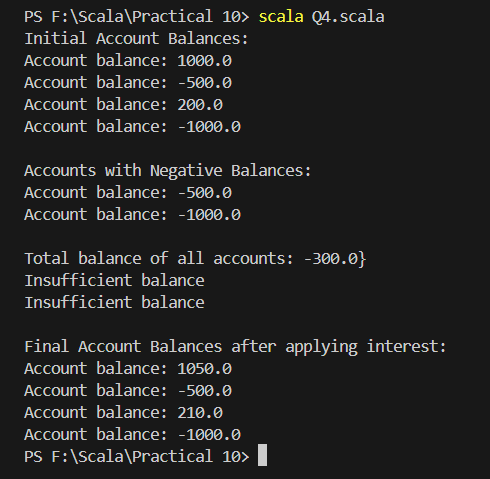 PS F:\Scala\Practical 10> scala Q4.scala
Initial Account Balances:
Account balance: 1000.0
Account balance: -500.0
Account balance: 200.0
Account balance: -1000.0
Accounts with Negative Balances:
Account balance: -500.0
Account balance: -1000.0
Total balance of all accounts: -300.0}
Insufficient balance
Insufficient balance
Final Account Balances after applying interest:
Account balance: 1050.0
Account balance: -500.0
Account balance: 210.0
Account balance: -1000.0
PS F:\Scala\Practical 10>